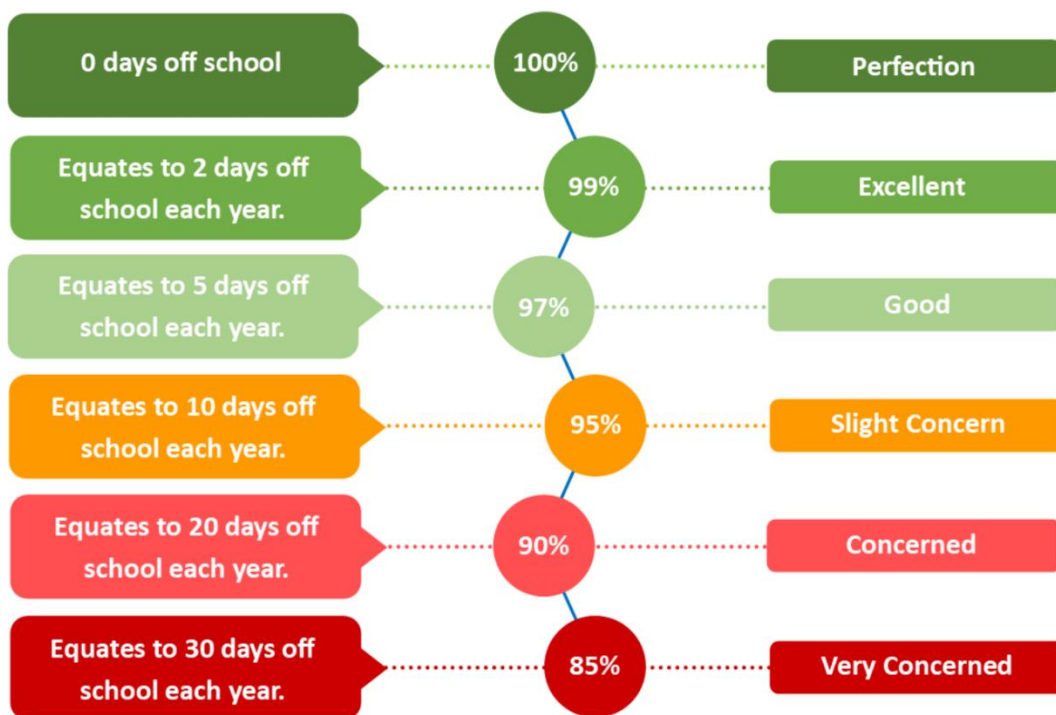 0 days off school
100%
Perfection
Equates to 2 days off
school each year.
99%
Excellent
Equates to 5 days off
school each year.
97%
Good
Equates to 10 days off
school each year.
95%
Slight Concern
Equates to 20 days off
school each year.
90%
Concerned
Equates to 30 days off
school each year.
85%
Very Concerned